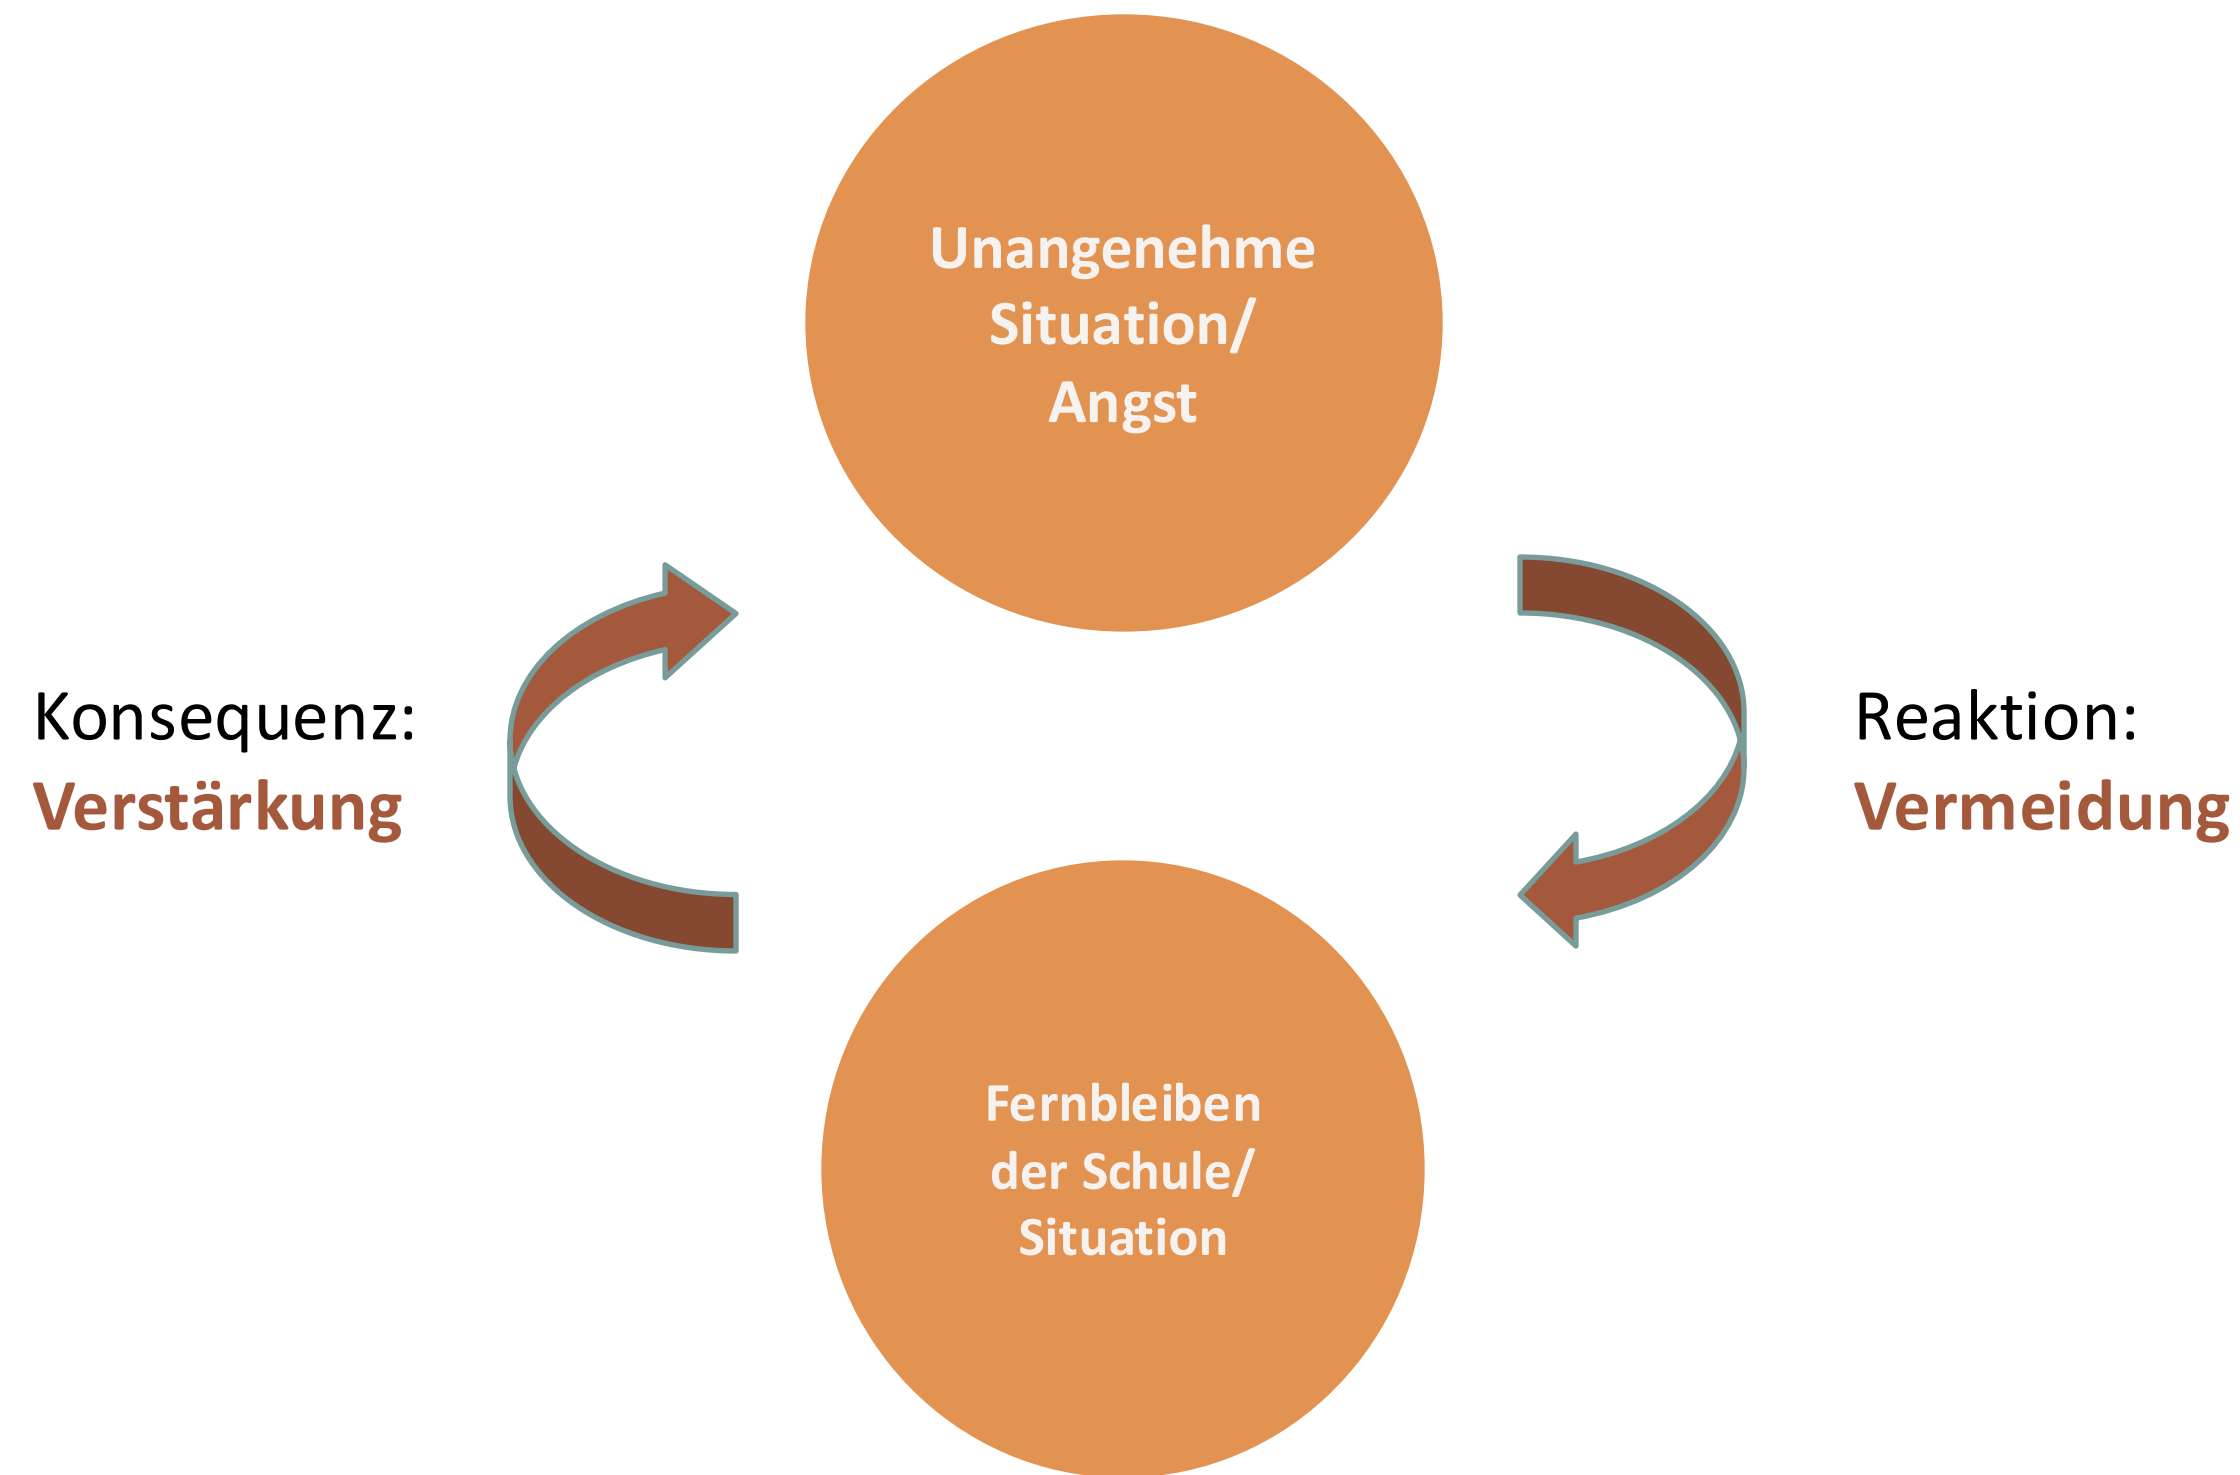 Unangenehme
Situation/
Angst
Konsequenz:
Verstärkung
Reaktion:
Vermeidung
Fernbleiben
der Schule/
Situation